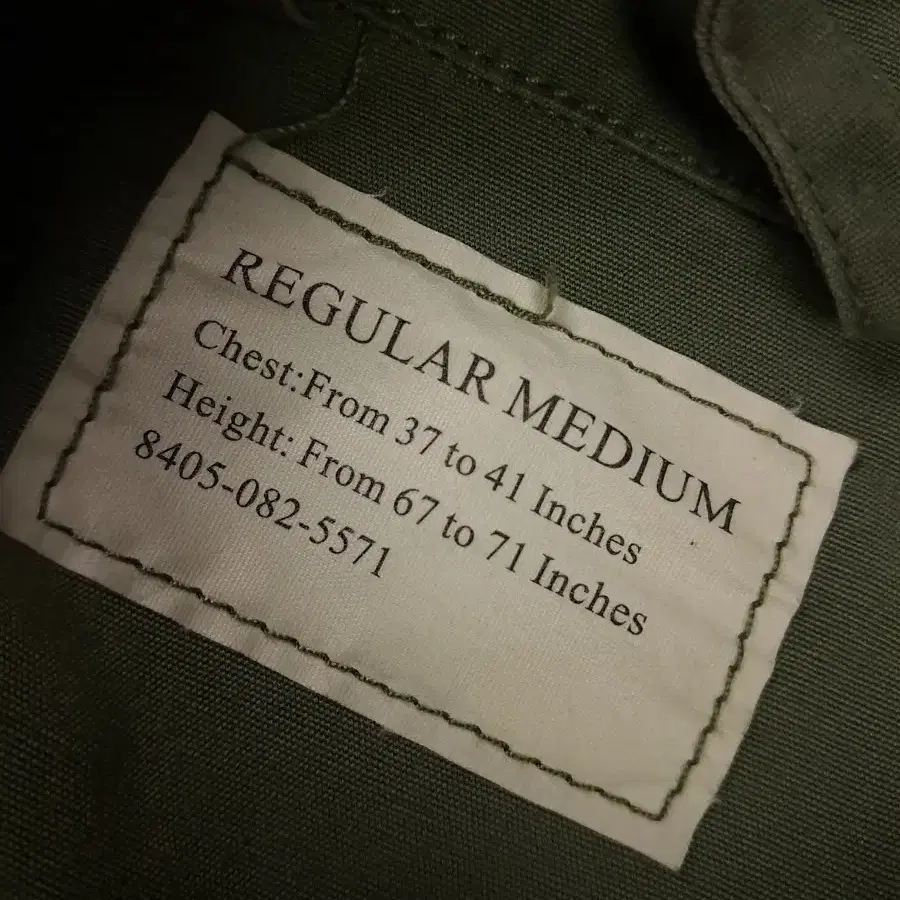 REGULAR MEDIUM
Chest:From 37 to 41 Inches
Height: From 67 to 71 Inches
8405-082-5571